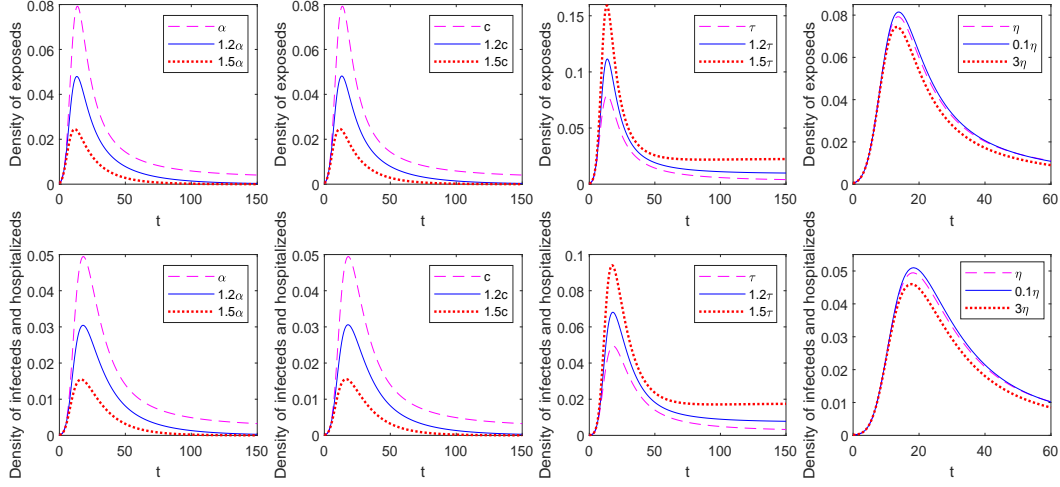 Density of exposeds
0.08
0.06
0.04
0.02
0
α
1.2α
1.5α
0 50 100 150
t
Density of exposeds
0.08
0.06
0.04
0.02
0
c
1.2c
1.5c
0 50 100 150
t
Density of exposeds
0.15
0.1
0.05
0
τ
1.2τ
1.5τ
0 50 100 150
t
Density of exposeds
0.08
0.06
0.04
0.02
0
η
0.1η
3η
0 20 40 60
t
Density of infecteds and hospitalizeds
0.05
0.04
0.03
0.02
0.01
0
α
1.2α
1.5α
0 50 100 150
t
Density of infecteds and hospitalizeds
0.05
0.04
0.03
0.02
0.01
0
c
1.2c
1.5c
0 50 100 150
t
Density of infecteds and hospitalizeds
0.1
0.08
0.06
0.04
0.02
0
τ
1.2τ
1.5τ
0 50 100 150
t
Density of infecteds and hospitalizeds
0.05
0.04
0.03
0.02
0.01
0
η
0.1η
3η
0 20 40 60
t